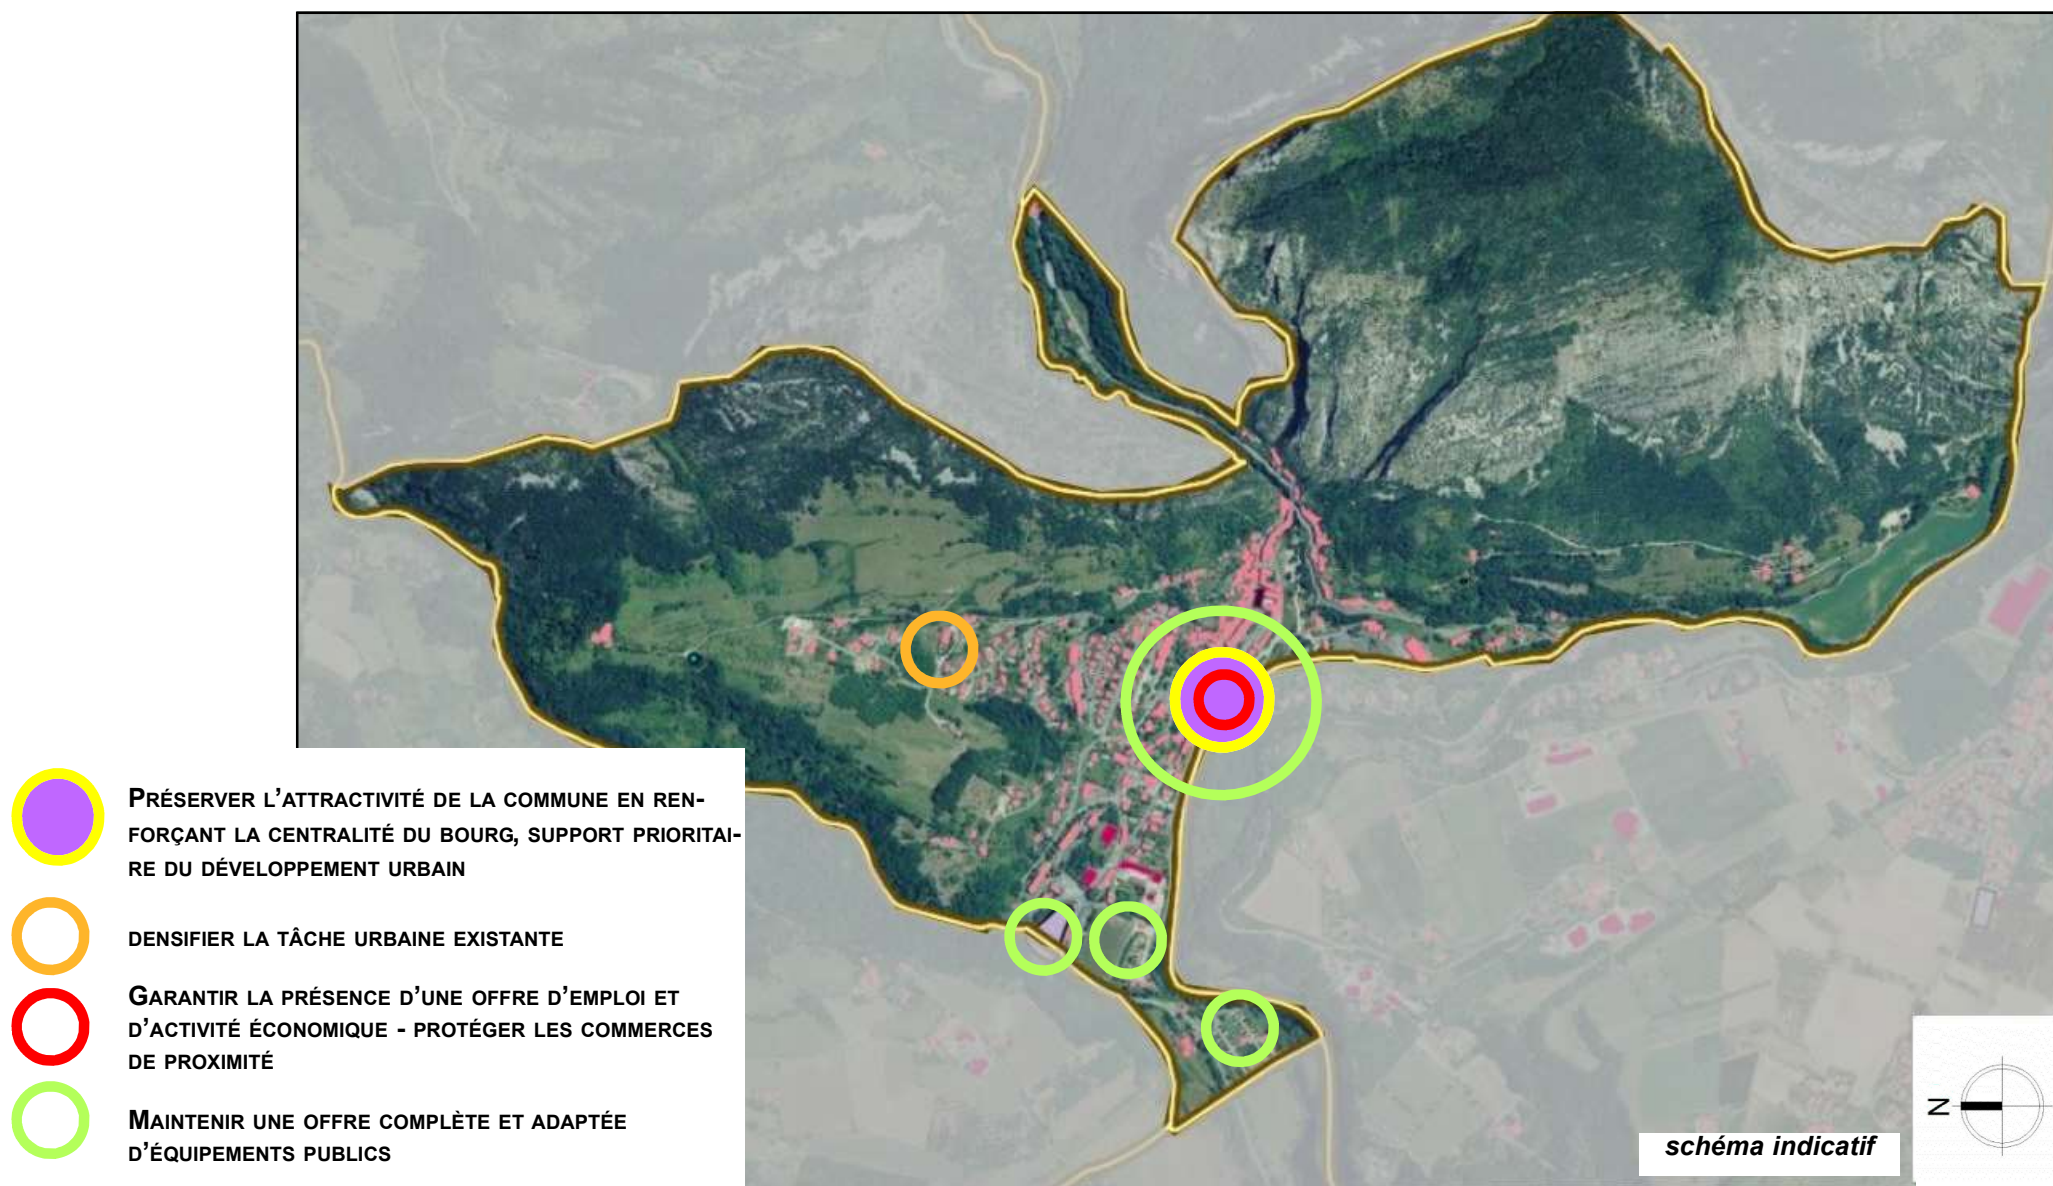 PRÉSERVER L'ATTRACTIVITÉ DE LA COMMUNE EN REN-
FORÇANT LA CENTRALITÉ DU BOURG, SUPPORT PRIORITAI-
RE DU DÉVELOPPEMENT URBAIN
DENSIFIER LA TÂCHE URBAINE EXISTANTE
GARANTIR LA PRÉSENCE D'UNE OFFRE D'EMPLOI ET
D'ACTIVITÉ ÉCONOMIQUE - PROTÉGER LES COMMERCES
DE PROXIMITÉ
MAINTENIR UNE OFFRE COMPLÈTE ET ADAPTÉE
D'ÉQUIPEMENTS PUBLICS
schéma indicatif
N